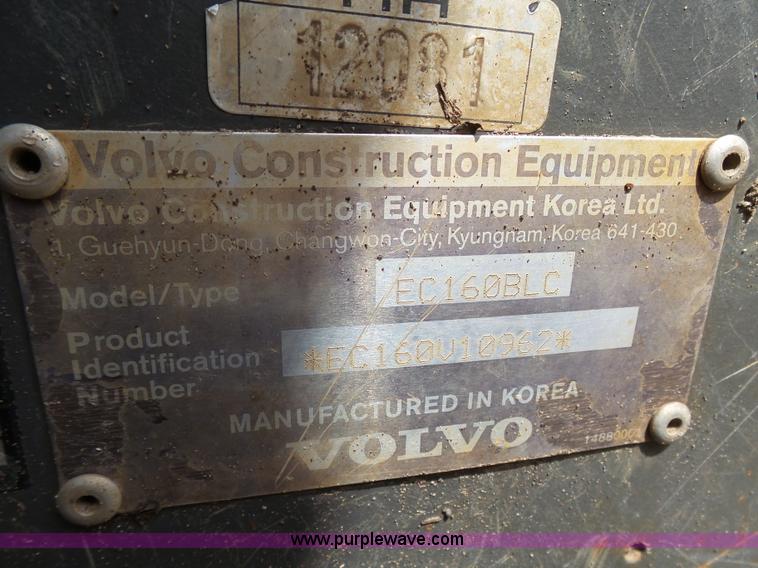 12081
Volvo Construction Equipment
Volvo Construction Equipment Korea Ltd.
1, Guehyun-Dong, Changwon-City, Kyungnam, Korea 641-430
Model/Type EC160BLC
Product
Identification *EC160V10962*
Number
MANUFACTURED IN KOREA
VOLVO
www.purplewave.com